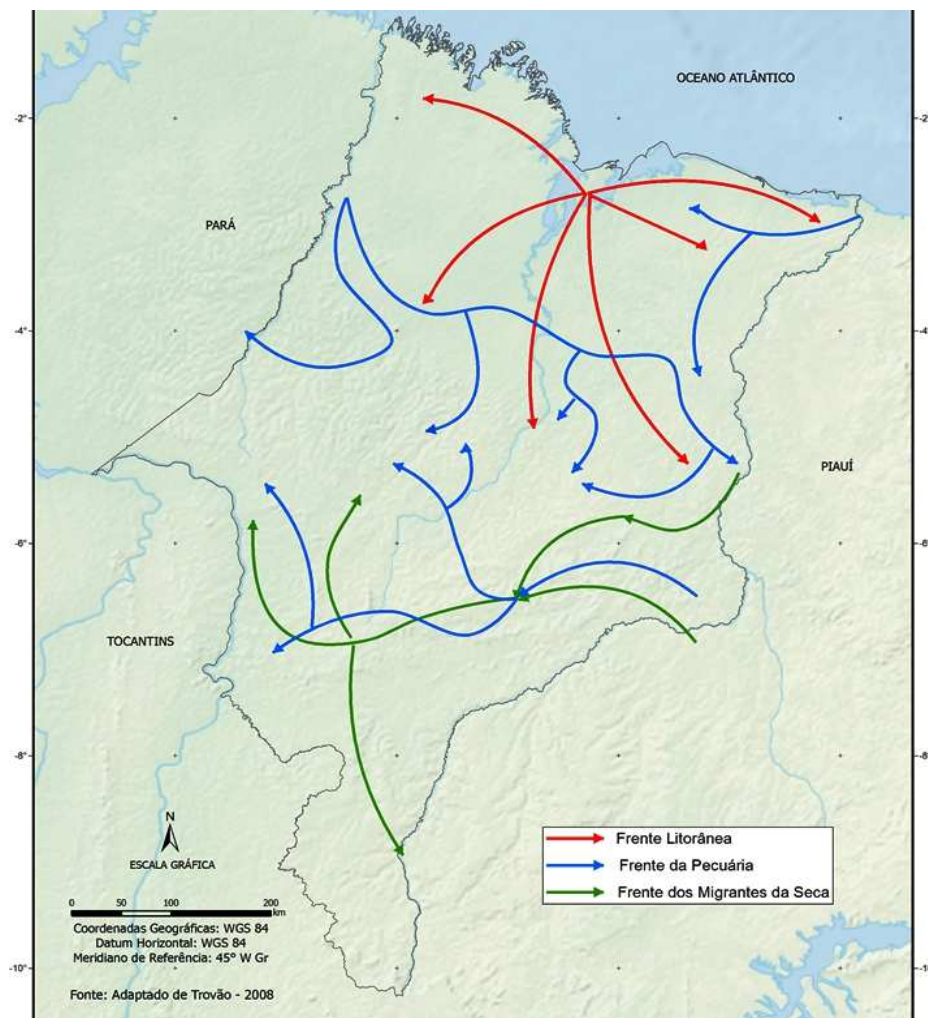 OCEANO ATLÂNTICO
-2°
-2°
PARÁ
-4°
-4°
PIAUÍ
-6°
-6°
TOCANTINS
-8°
-8°
N
ESCALA GRÁFICA
0 50 100 200
km
Coordenadas Geográficas: WGS 84
Datum Horizontal: WGS 84
Meridiano de Referência: 45° W Gr
Fonte: Adaptado de Trovão - 2008
Frente Litorânea
Frente da Pecuária
Frente dos Migrantes da Seca
-10°
-10°